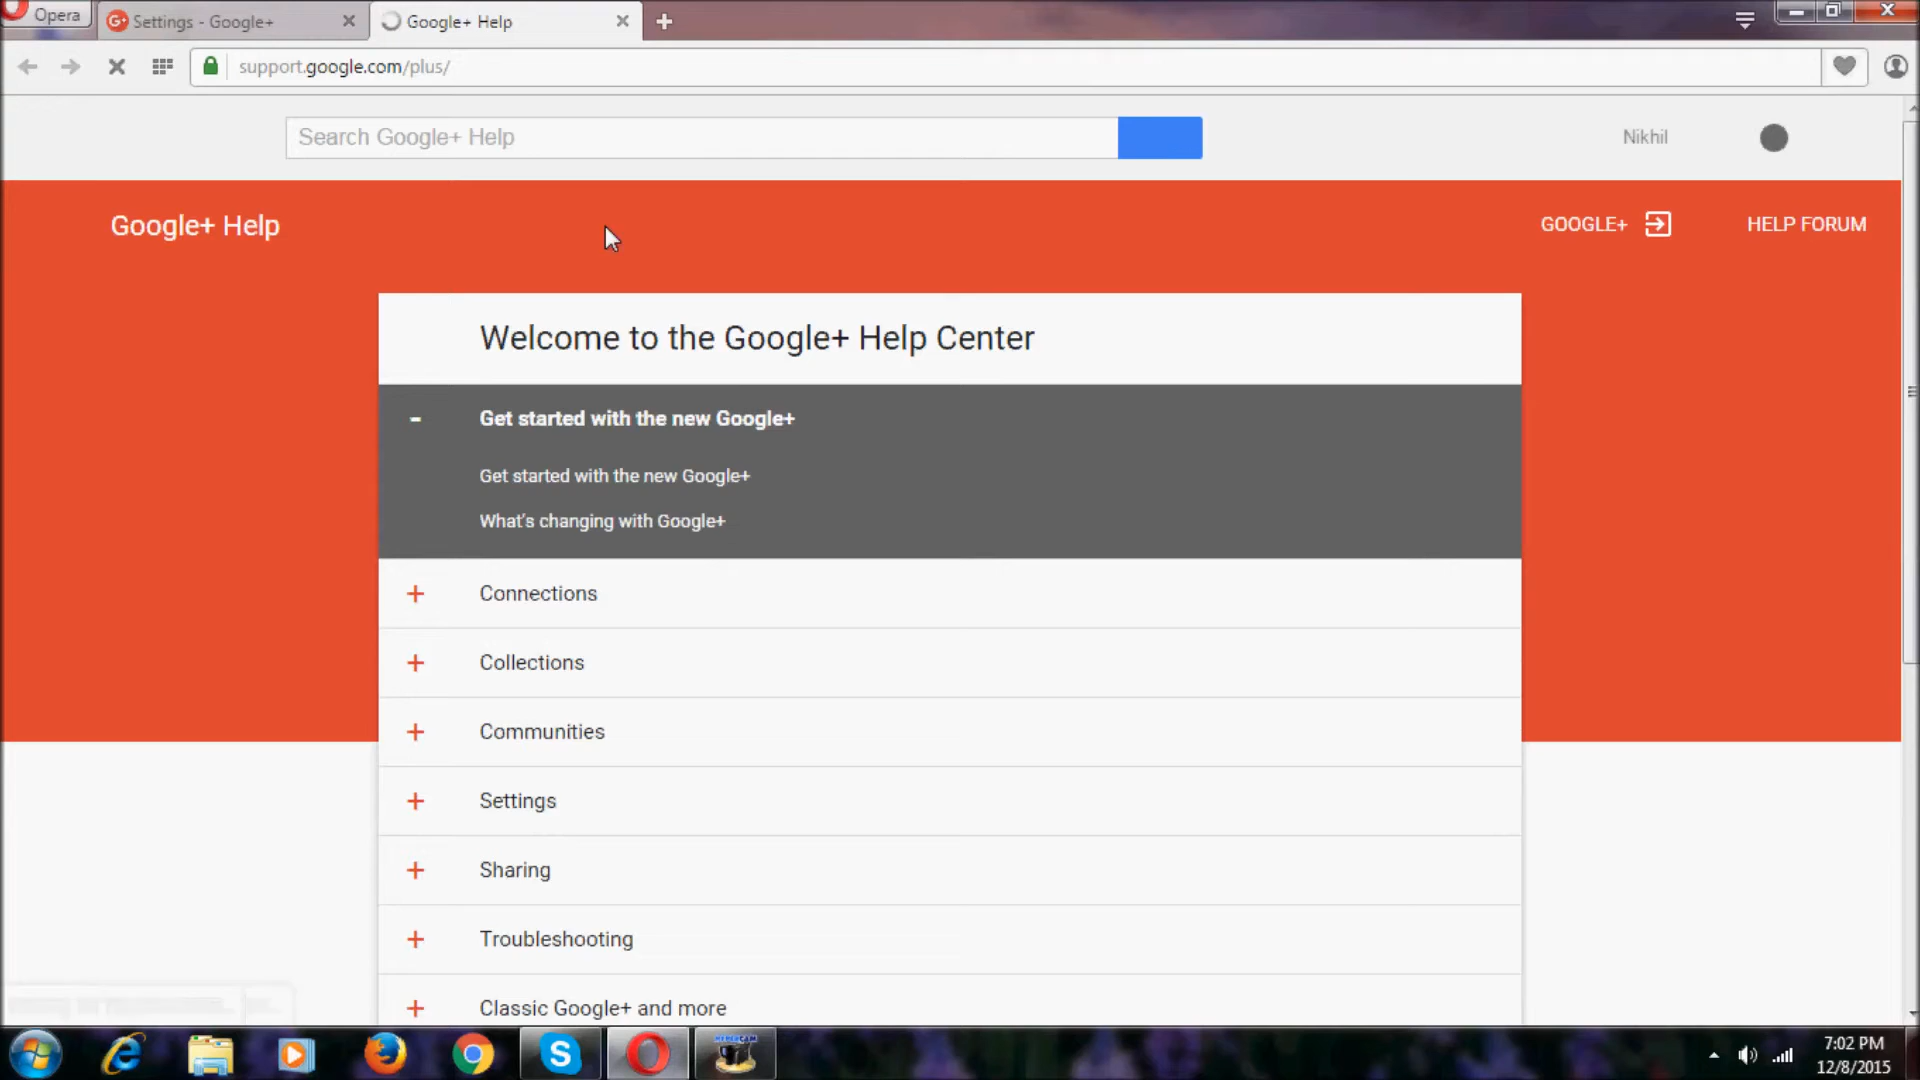 Opera
Settings - Google+
Google+ Help
support.google.com/plus/
Search Google+ Help
Nikhil
Google+ Help
GOOGLE+
HELP FORUM
Welcome to the Google+ Help Center
- Get started with the new Google+
Get started with the new Google+
What's changing with Google+
+ Connections
+ Collections
+ Communities
+ Settings
+ Sharing
+ Troubleshooting
+ Classic Google+ and more
7:02 PM
12/8/2015